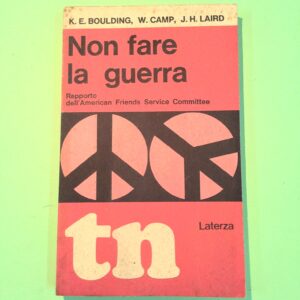 K. E. BOULDING, W. CAMP, J. H. LAIRD
Non fare
la guerra
Rapporto
dell'American Friends Service Committee
tn
Laterza